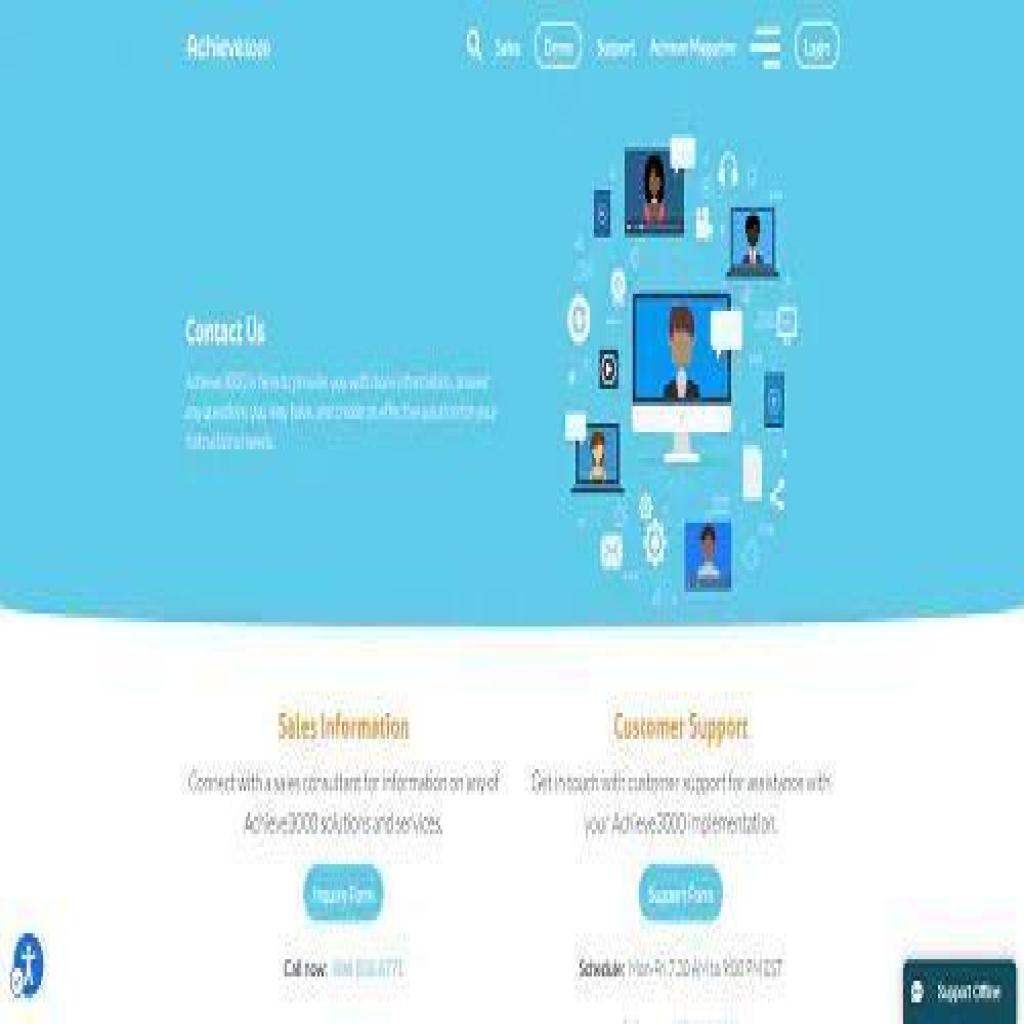 Achieve3000
Sales
Demo
Support
Achieve Magazine
Login
Contact Us
Achieve3000 is here to provide you with more information, answer
any questions you may have, and create an effective solution for your
instructional needs.
Sales Information
Connect with a sales consultant for information on any of
Achieve3000 solutions and services.
Inquire Form
Call now:
Customer Support
Get in touch with customer support for assistance with
your Achieve3000 implementation.
Support Form
Schedule: Mon-Fri 7:30 AM to 9:00 PM EST
Support Offline